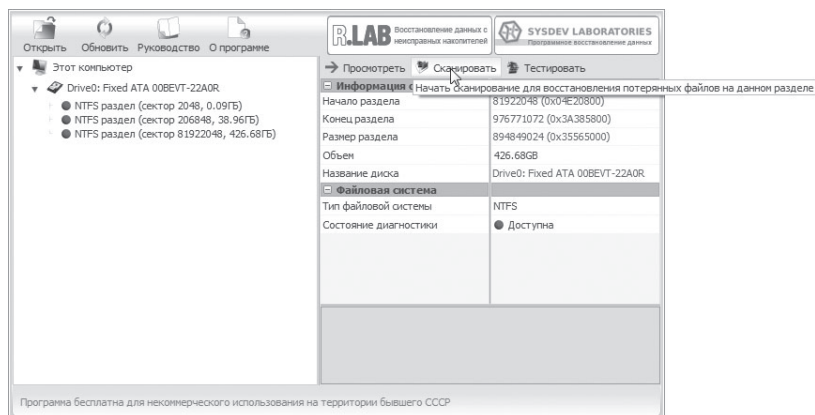 Открыть Обновить Руководство О программе
R.LAB Восстановление данных с неисправных накопителей
SYSDEV LABORATORIES
Программное восстановление данных
Этот компьютер
Drive0: Fixed ATA 00BEVT-22A0R
NTFS раздел (сектор 2048, 0.09ГБ)
NTFS раздел (сектор 206848, 38.96ГБ)
NTFS раздел (сектор 81922048, 426.68ГБ)
Просмотреть Сканировать Тестировать
Информация
Начать сканирование для восстановления потерянных файлов на данном разделе
Начало раздела 81922048 (0x04E20800)
Конец раздела 976771072 (0x3A385800)
Размер раздела 894849024 (0x35565000)
Объем 426.68GB
Название диска Drive0: Fixed ATA 00BEVT-22A0R
Файловая система
Тип файловой системы NTFS
Состояние диагностики Доступна
Программа бесплатна для некоммерческого использования на территории бывшего СССР